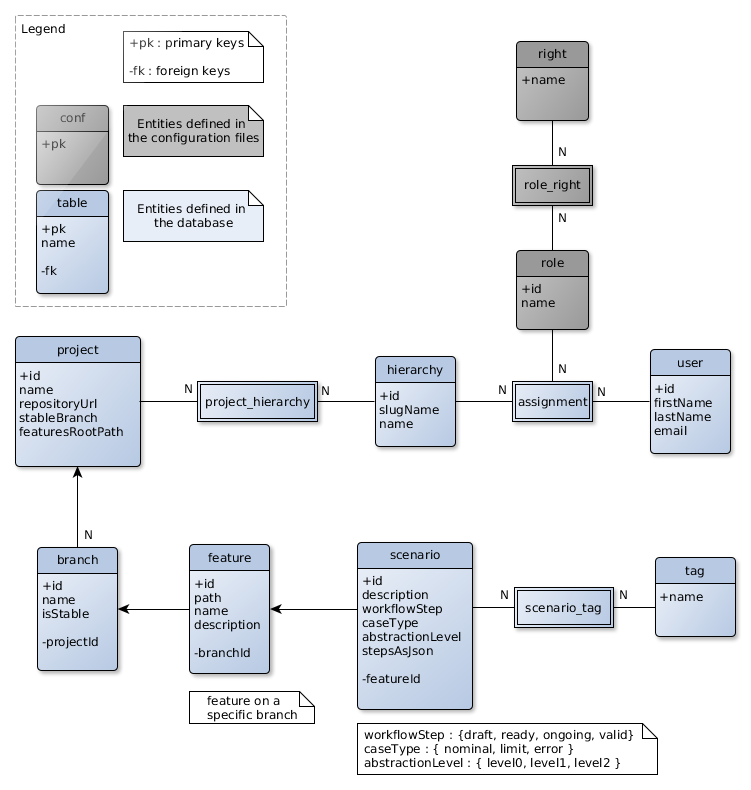 Legend
+pk : primary keys
-fk : foreign keys
conf
+pk
Entities defined in
the configuration files
table
+pk
name
-fk
Entities defined in
the database
right
+name
N
role_right
N
role
+id
name
N
project
+id
name
repositoryUrl
stableBranch
featuresRootPath
N
project_hierarchy
N
hierarchy
+id
slugName
name
N
assignment
N
user
+id
firstName
lastName
email
N
branch
+id
name
isStable
-projectId
feature
+id
path
name
description
-branchId
feature on a
specific branch
scenario
+id
description
workflowStep
caseType
abstractionLevel
stepsAsJson
-featureId
N
scenario_tag
N
tag
+name
workflowStep : {draft, ready, ongoing, valid}
caseType : { nominal, limit, error }
abstractionLevel : { level0, level1, level2 }